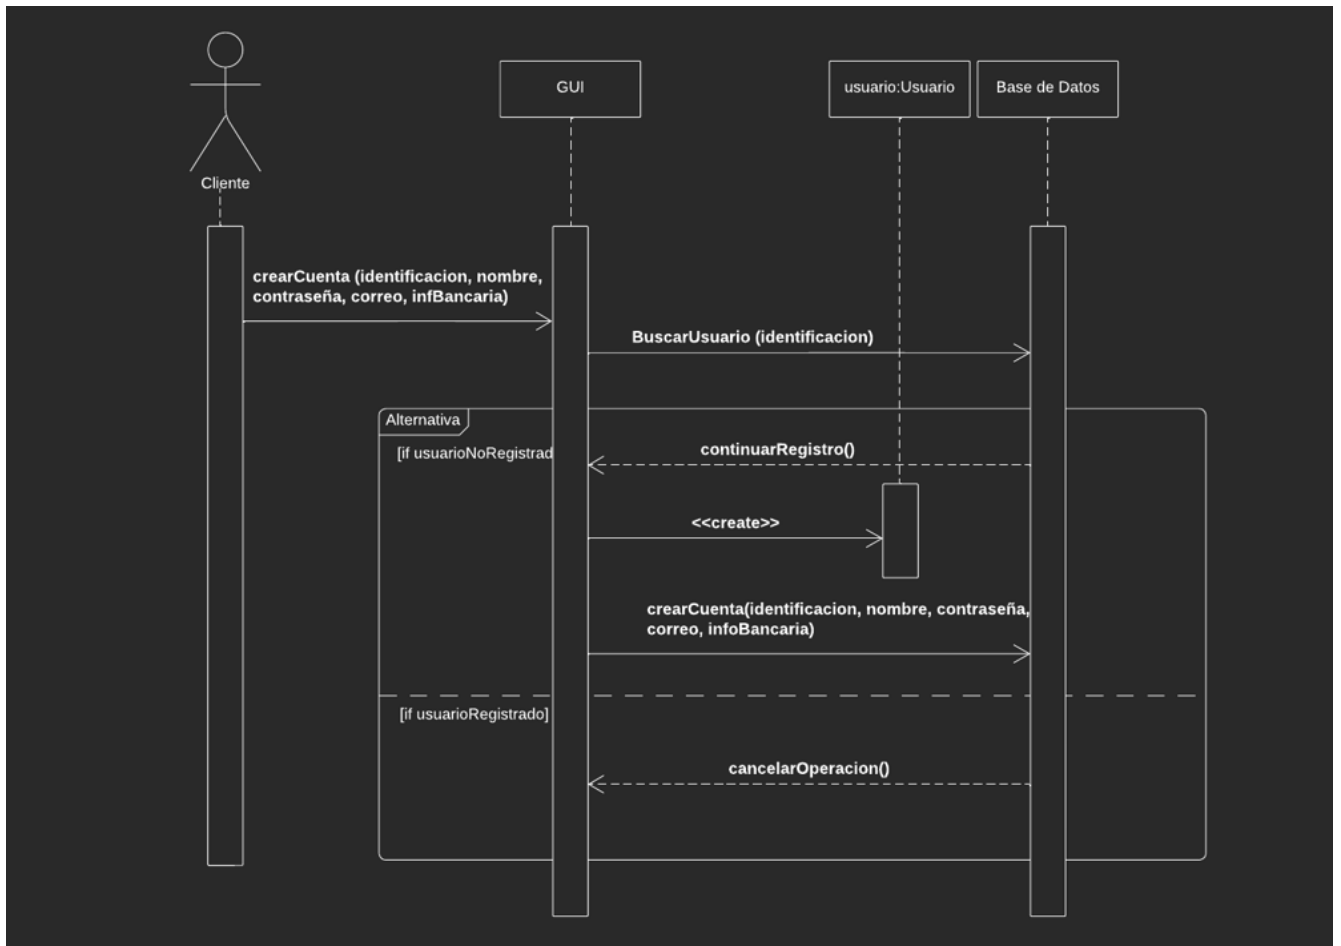 GUI
usuario:Usuario
Base de Datos
Cliente
crearCuenta (identificacion, nombre,
contraseña, correo, infBancaria)
BuscarUsuario (identificacion)
Alternativa
[if usuarioNoRegistrad
continuarRegistro()
<<create>>
crearCuenta(identificacion, nombre, contraseña,
correo, infoBancaria)
[if usuarioRegistrado]
cancelarOperacion()